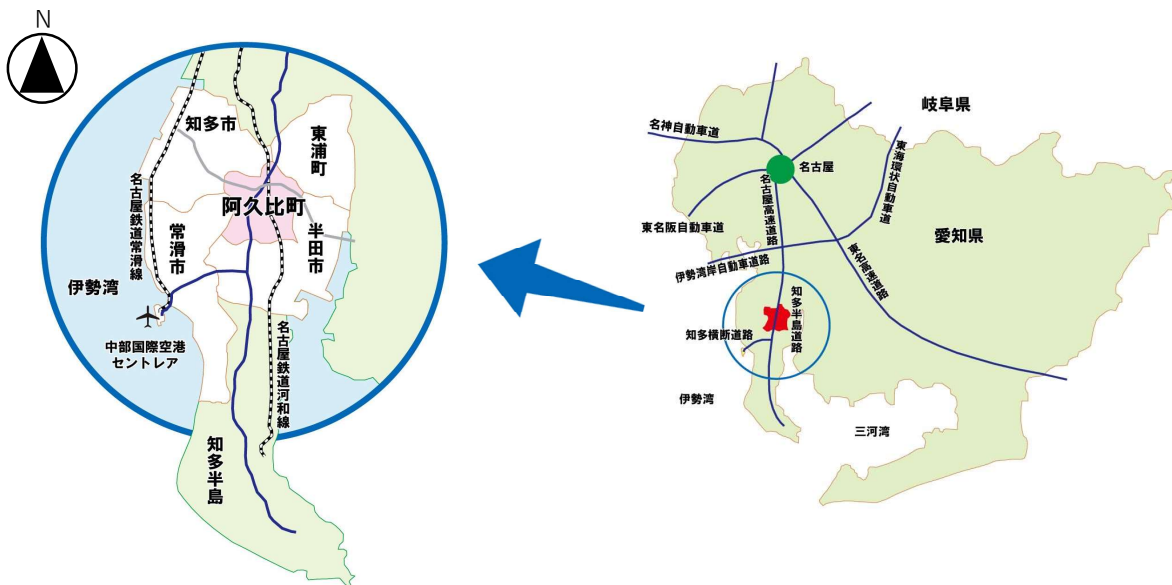 N
知多市
東浦町
阿久比町
名古屋鉄道常滑線
常滑市
半田市
伊勢湾
中部国際空港
セントレア
名古屋鉄道河和線
知多半島
岐阜県
名神自動車道
東海環状自動車道
名古屋
名古屋高速道路
東名阪自動車道
愛知県
伊勢湾岸自動車道路
東名高速道路
知多半島道路
知多横断道路
伊勢湾
三河湾